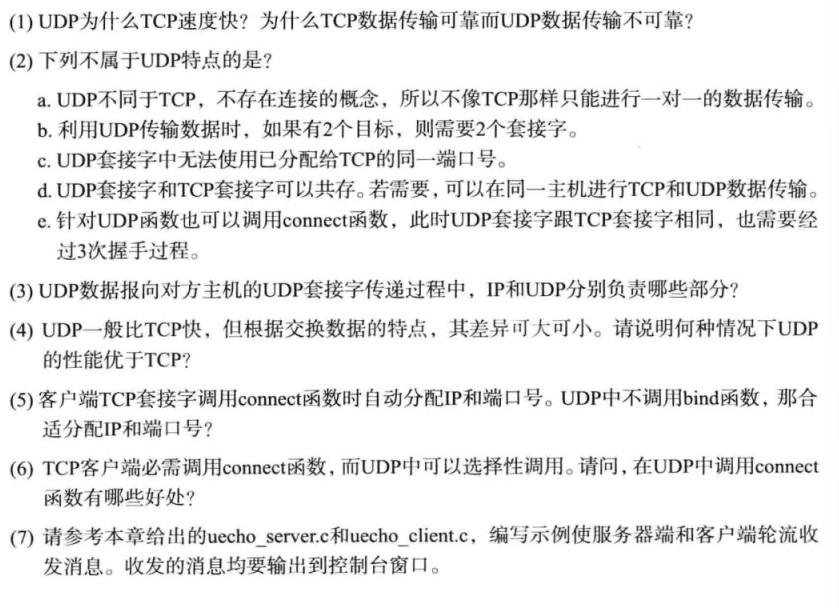 (1) UDP为什么TCP速度快？为什么TCP数据传输可靠而UDP数据传输不可靠？
(2) 下列不属于UDP特点的是？
a. UDP不同于TCP，不存在连接的概念，所以不像TCP那样只能进行一对一的数据传输。
b. 利用UDP传输数据时，如果有2个目标，则需要2个套接字。
c. UDP套接字中无法使用已分配给TCP的同一端口号。
d. UDP套接字和TCP套接字可以共存。若需要，可以在同一主机进行TCP和UDP数据传输。
e. 针对UDP函数也可以调用connect函数，此时UDP套接字跟TCP套接字相同，也需要经
过3次握手过程。
(3) UDP数据报向对方主机的UDP套接字传递过程中，IP和UDP分别负责哪些部分？
(4) UDP一般比TCP快，但根据交换数据的特点，其差异可大可小。请说明何种情况下UDP
的性能优于TCP？
(5) 客户端TCP套接字调用connect函数时自动分配IP和端口号。UDP中不调用bind函数，那合
适分配IP和端口号？
(6) TCP客户端必需调用connect函数，而UDP中可以选择性调用。请问，在UDP中调用connect
函数有哪些好处？
(7) 请参考本章给出的uecho_server.c和uecho_client.c，编写示例使服务器端和客户端轮流收
发消息。收发的消息均要输出到控制台窗口。